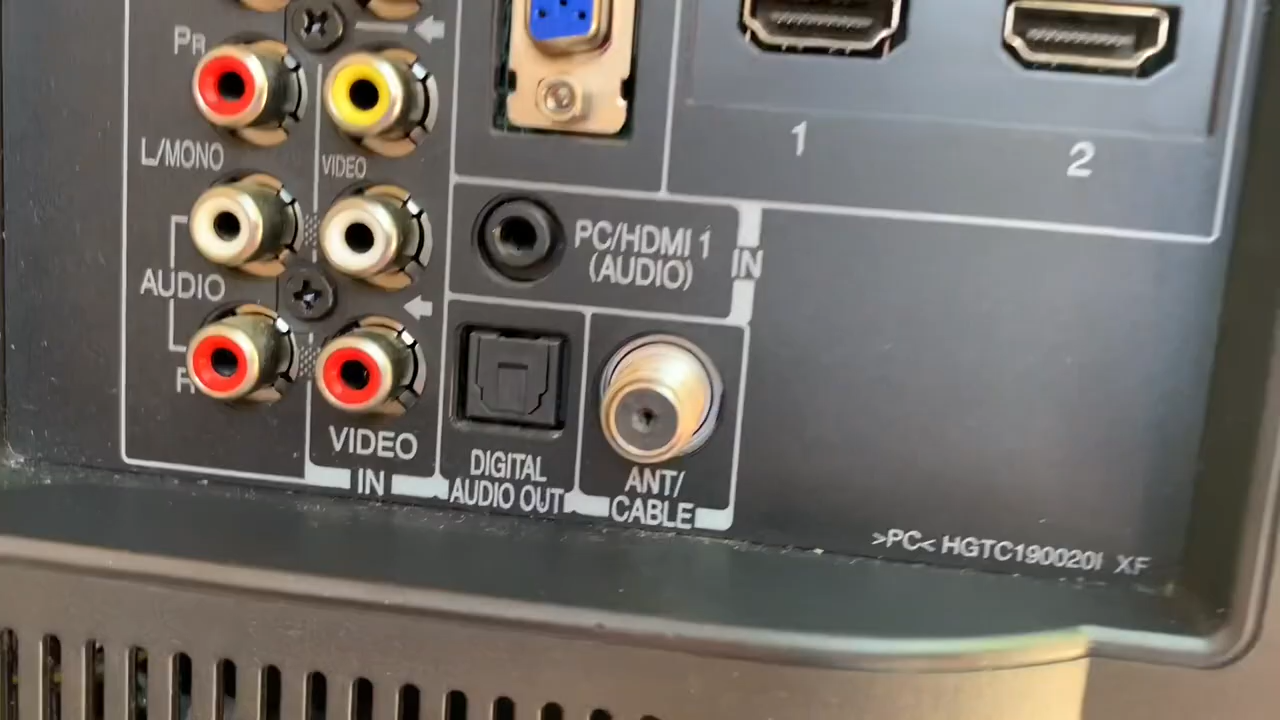 PR
1
2
L/MONO
VIDEO
PC/HDMI 1
(AUDIO)
IN
AUDIO
R
VIDEO
IN
DIGITAL
AUDIO OUT
ANT/
CABLE
>PC< HGTC190020I XF